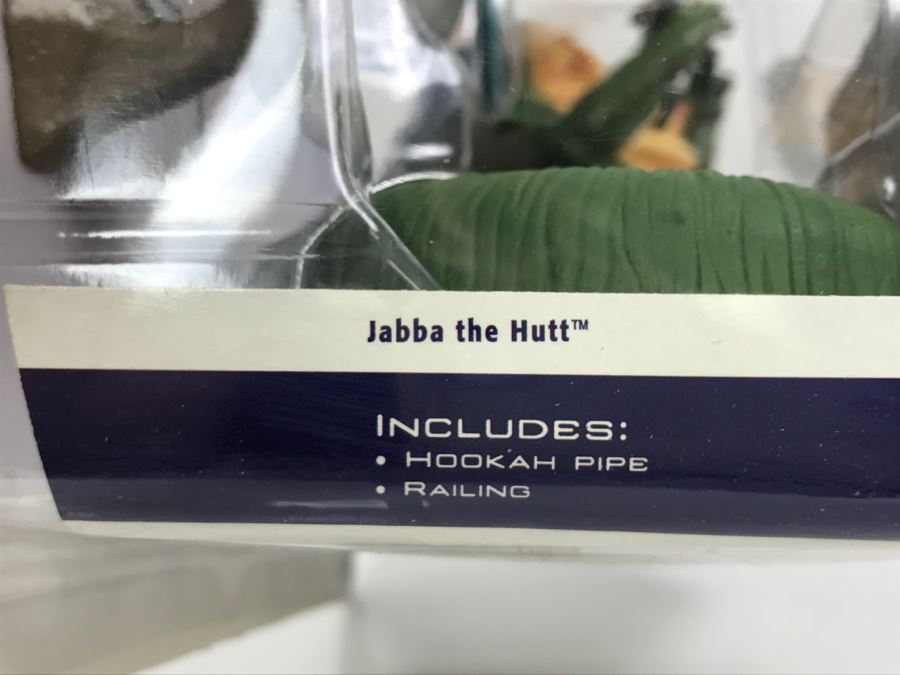 Jabba the Hutt™
INCLUDES:
• HOOKAH PIPE
• RAILING